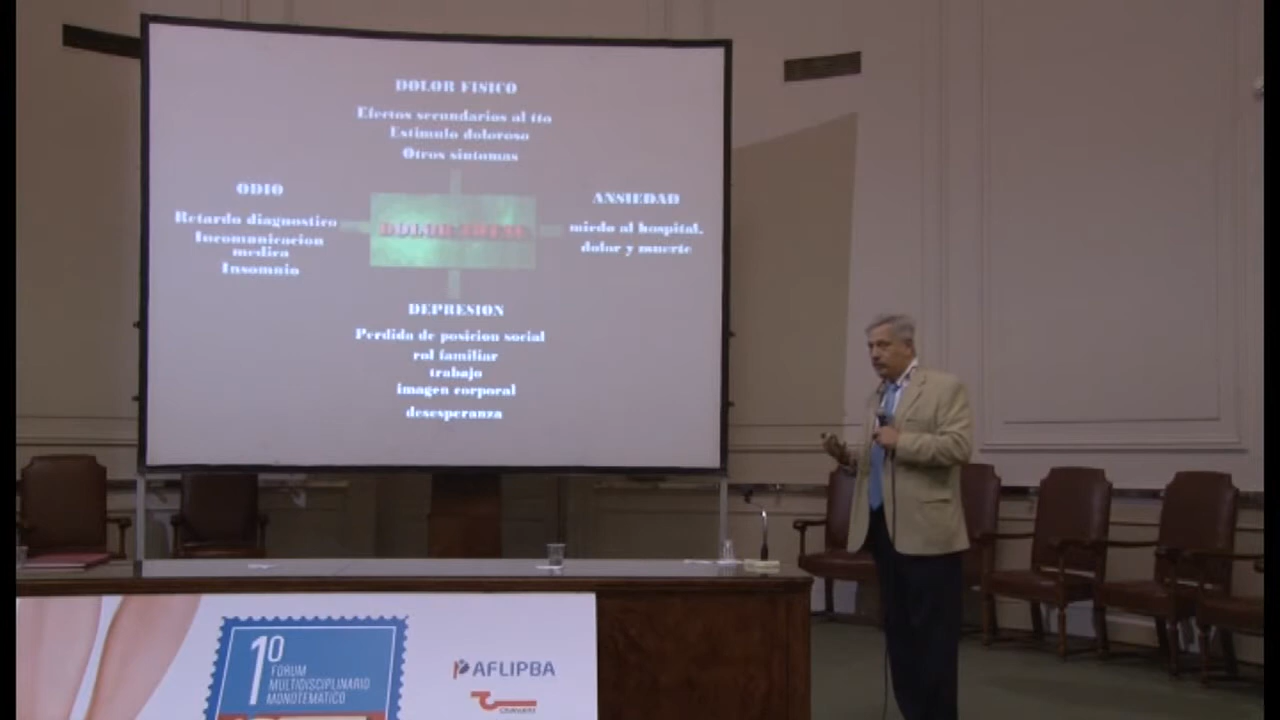 DOLOR FISICO
Efectos secundarios al tto
Estimulo doloroso
Otros sintomas
ODIO
Retardo diagnostico
Incomunicacion
medica
Insomnio
DOLOR
ANSIEDAD
miedo al hospital,
dolar y muerte
DEPRESION
Perdida de posicion social
rol familiar
trabajo
imagen corporal
desesperanza
1º
FORUM
MULTIDISCIPLINARIO
MONOTEMATICO
AFLIPBA